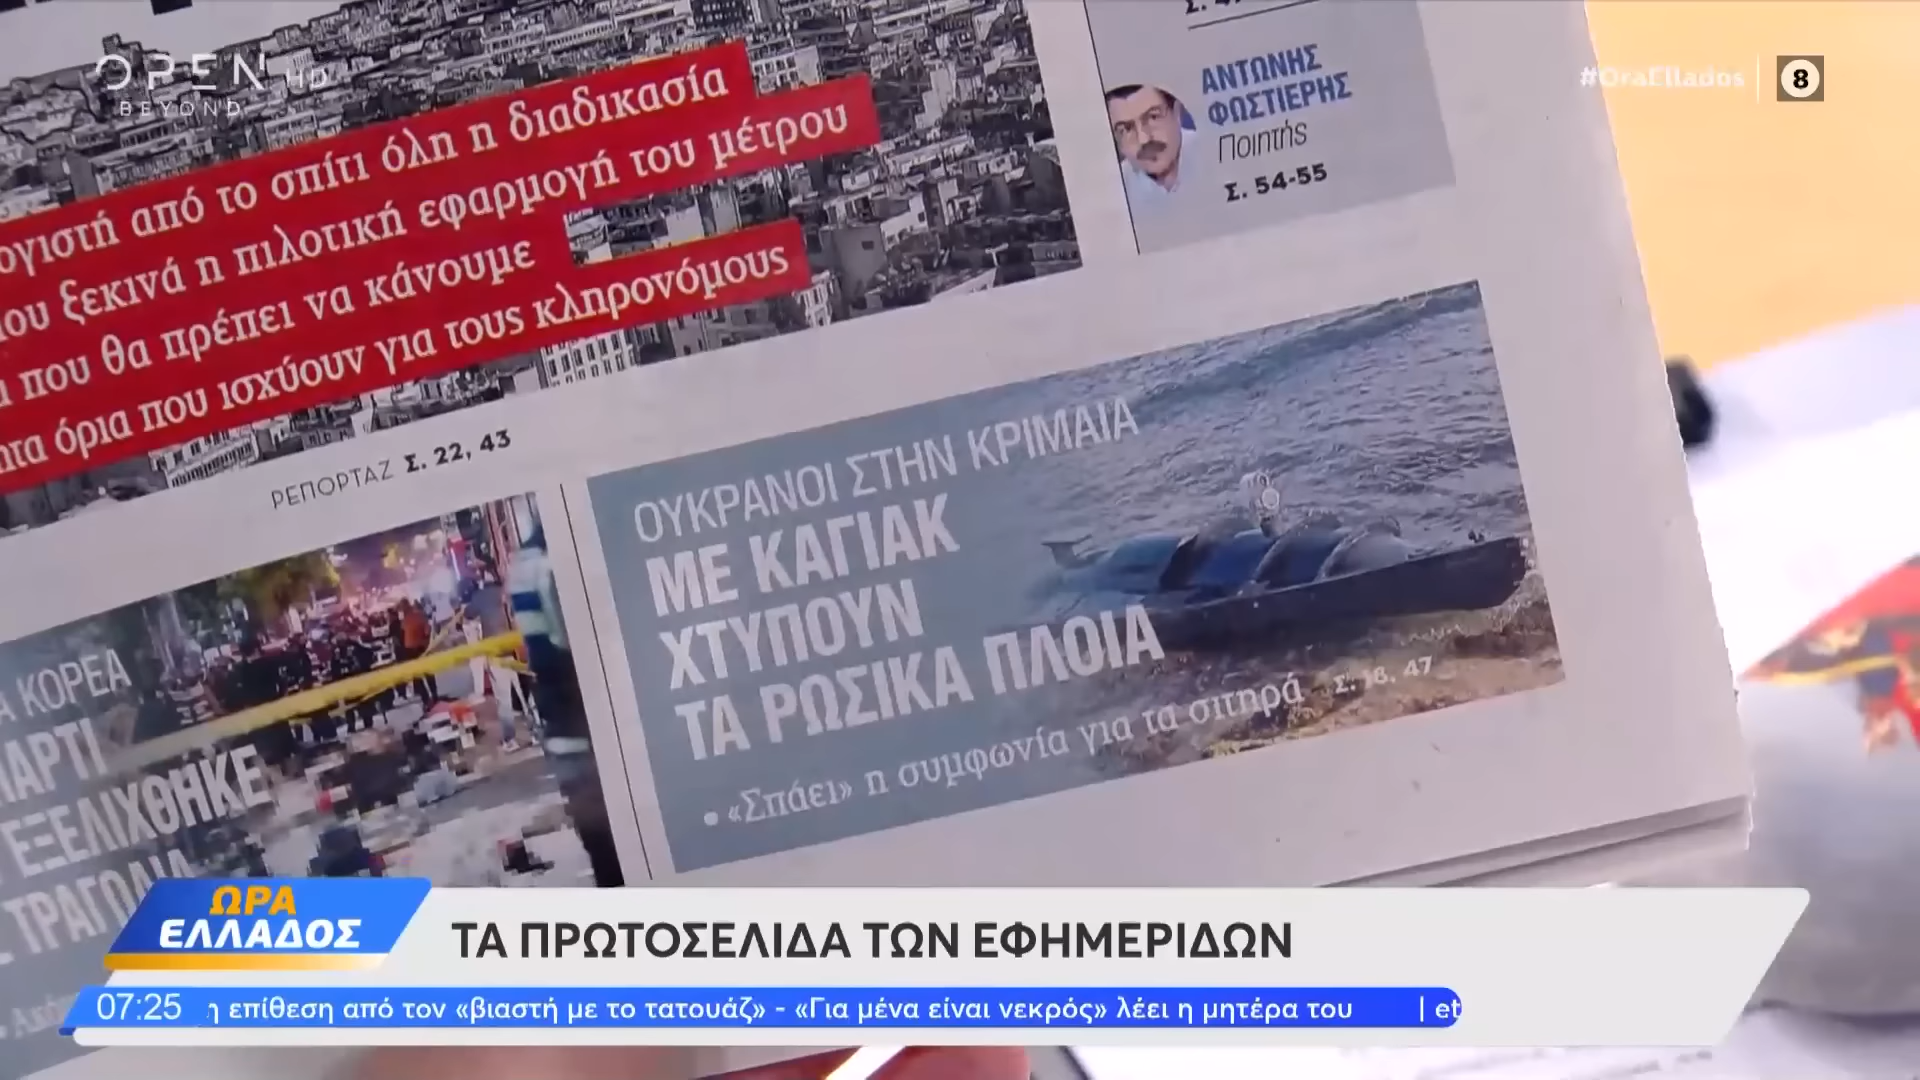 OPEN HD
BEYOND
#OraEllados
8
από το σπίτι όλη η διαδικασία
ξεκινά η πιλοτική εφαρμογή του μέτρου
που θα πρέπει να κάνουμε
όρια που ισχύουν για τους κληρονόμους
ΡΕΠΟΡΤΑΖ Σ. 22, 43
ΑΝΤΩΝΗΣ
ΦΩΣΤΙΕΡΗΣ
Ποιητής
Σ. 54-55
ΟΥΚΡΑΝΟΙ ΣΤΗΝ ΚΡΙΜΑΙΑ
ΜΕ ΚΑΓΙΑΚ
ΧΤΥΠΟΥΝ
ΤΑ ΡΩΣΙΚΑ ΠΛΟΙΑ
• «Σπάει» η συμφωνία για τα σιτηρά Σ. 16, 47
ΚΟΡΕΑ
ΕΞΕΛΙΧΘΗΚΕ
ΩΡΑ
ΕΛΛΑΔΟΣ
ΤΑ ΠΡΩΤΟΣΕΛΙΔΑ ΤΩΝ ΕΦΗΜΕΡΙΔΩΝ
07:25 η επίθεση από τον «βιαστή με το τατουάζ» - «Για μένα είναι νεκρός» λέει η μητέρα του | et